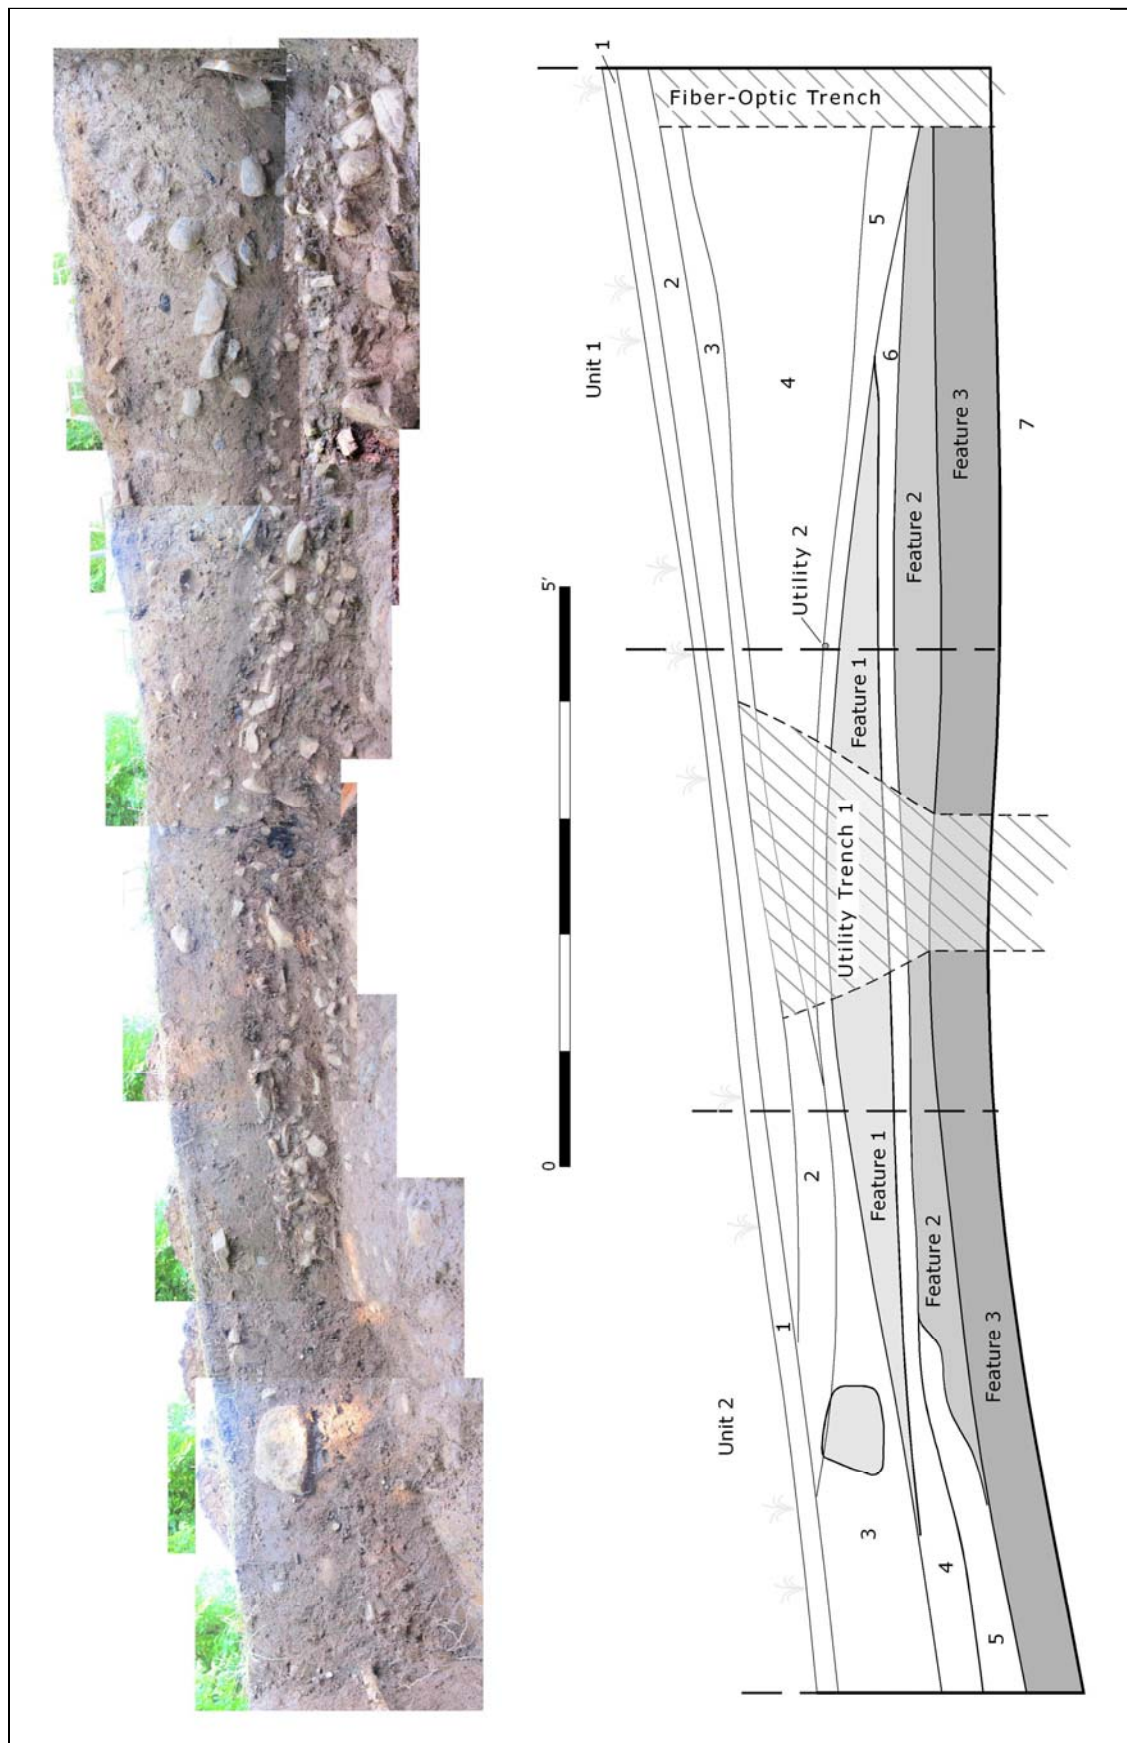 1
Fiber-Optic Trench
5
2
3
Unit 1
6
4
Feature 3
7
Feature 2
Utility 2
5'
Feature 1
Utility Trench 1
0
2
Feature 1
Feature 2
1
Feature 3
Unit 2
3
4
5